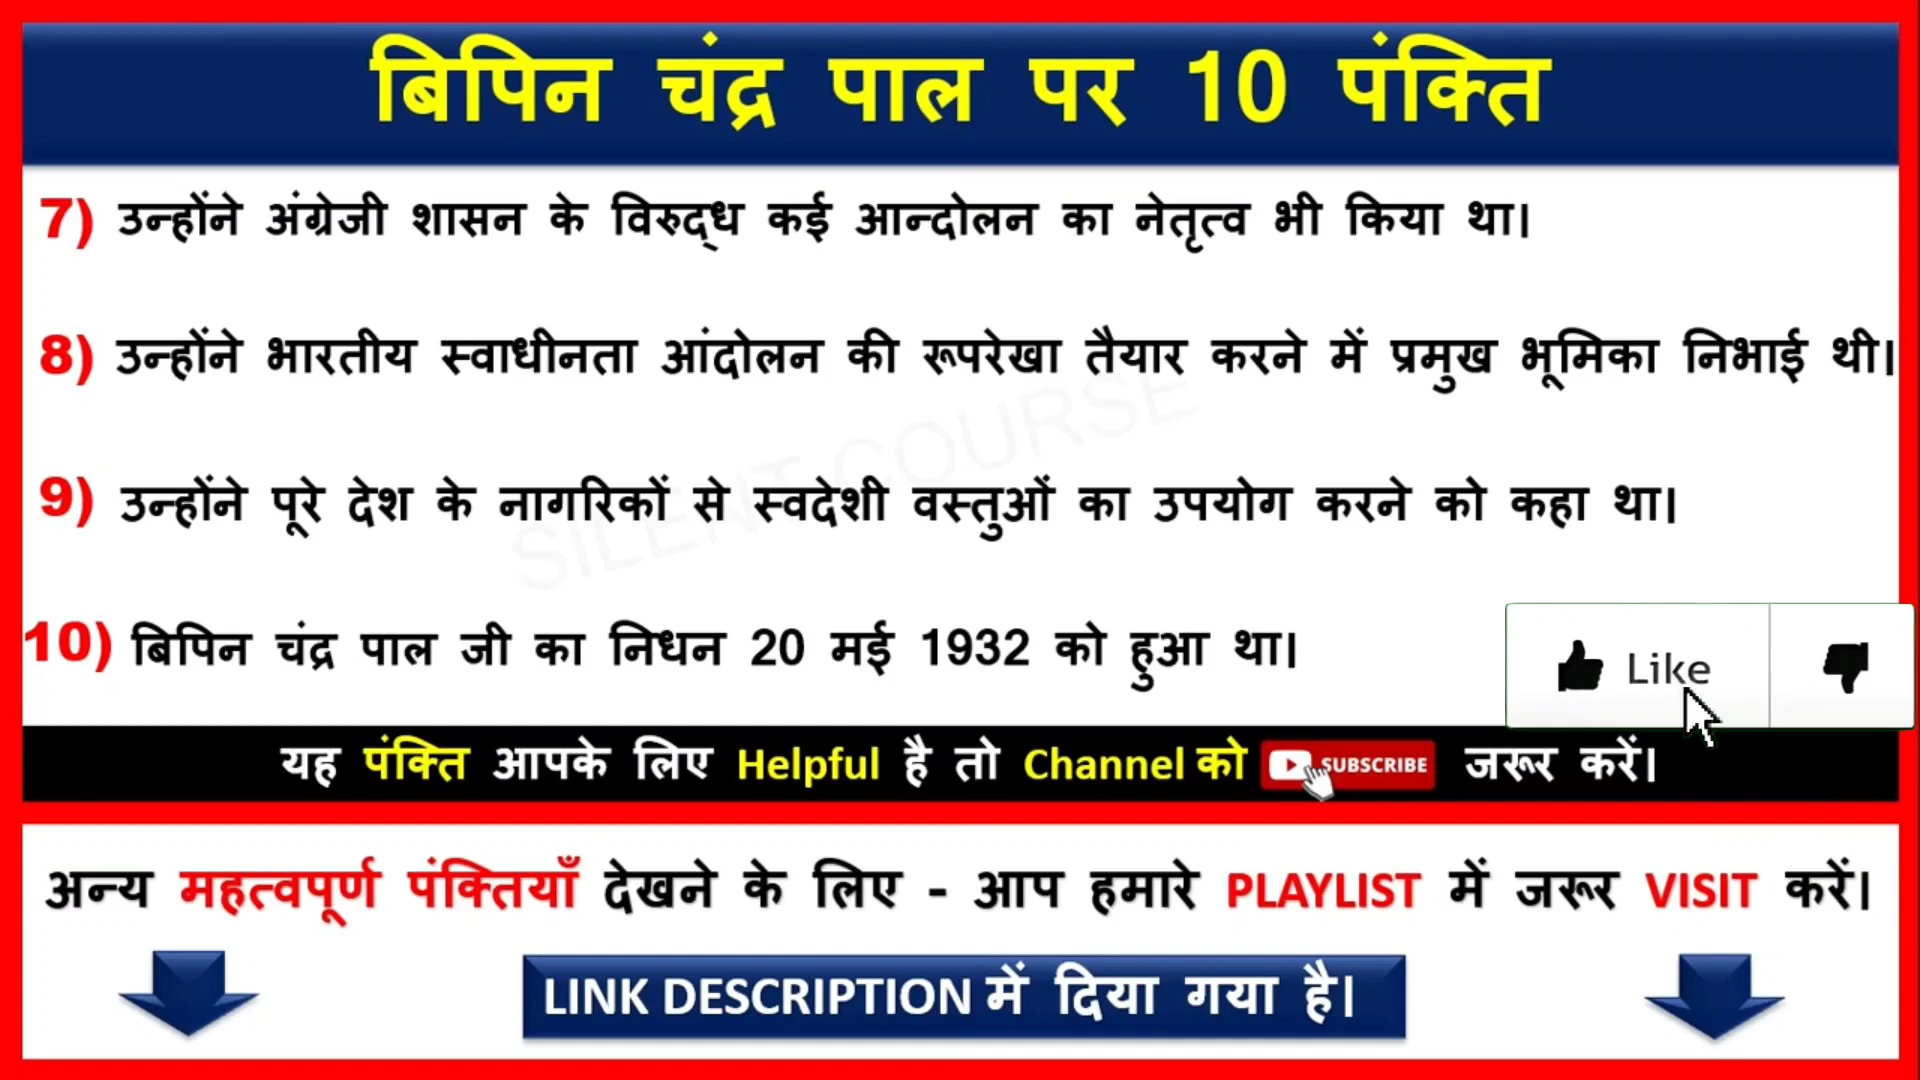 बिपिन चंद्र पाल पर 10 पंक्ति
7) उन्होंने अंग्रेजी शासन के विरुद्ध कई आन्दोलन का नेतृत्व भी किया था।
8) उन्होंने भारतीय स्वाधीनता आंदोलन की रूपरेखा तैयार करने में प्रमुख भूमिका निभाई थी।
SILENT COURSE
9) उन्होंने पूरे देश के नागरिकों से स्वदेशी वस्तुओं का उपयोग करने को कहा था।
10) बिपिन चंद्र पाल जी का निधन 20 मई 1932 को हुआ था।
Like
यह पंक्ति आपके लिए Helpful है तो Channel को SUBSCRIBE जरूर करें।
अन्य महत्वपूर्ण पंक्तियाँ देखने के लिए - आप हमारे PLAYLIST में जरूर VISIT करें।
LINK DESCRIPTION में दिया गया है।